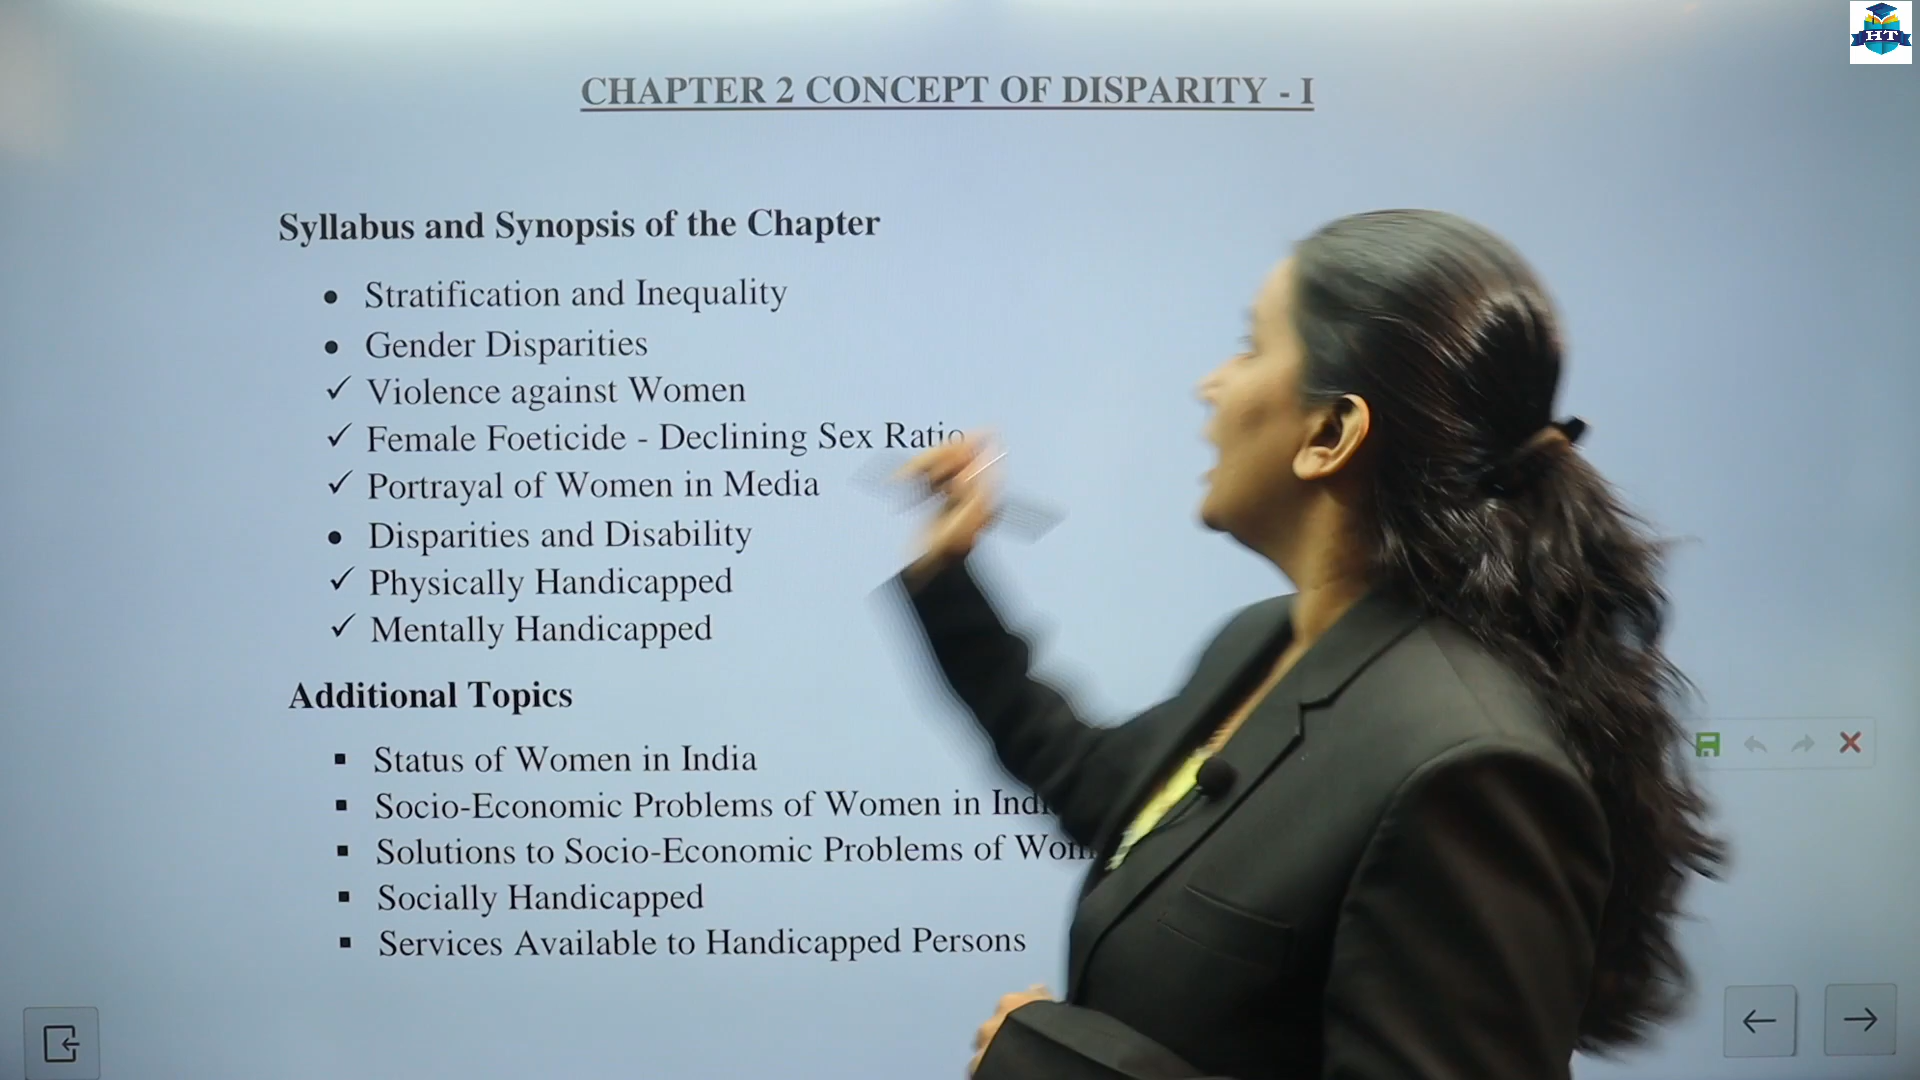 HT
CHAPTER 2 CONCEPT OF DISPARITY - I
Syllabus and Synopsis of the Chapter
• Stratification and Inequality
• Gender Disparities
✓ Violence against Women
✓ Female Foeticide - Declining Sex Ratio
✓ Portrayal of Women in Media
• Disparities and Disability
✓ Physically Handicapped
✓ Mentally Handicapped
Additional Topics
▪ Status of Women in India
▪ Socio-Economic Problems of Women in
▪ Solutions to Socio-Economic Problems of
▪ Socially Handicapped
▪ Services Available to Handicapped Persons